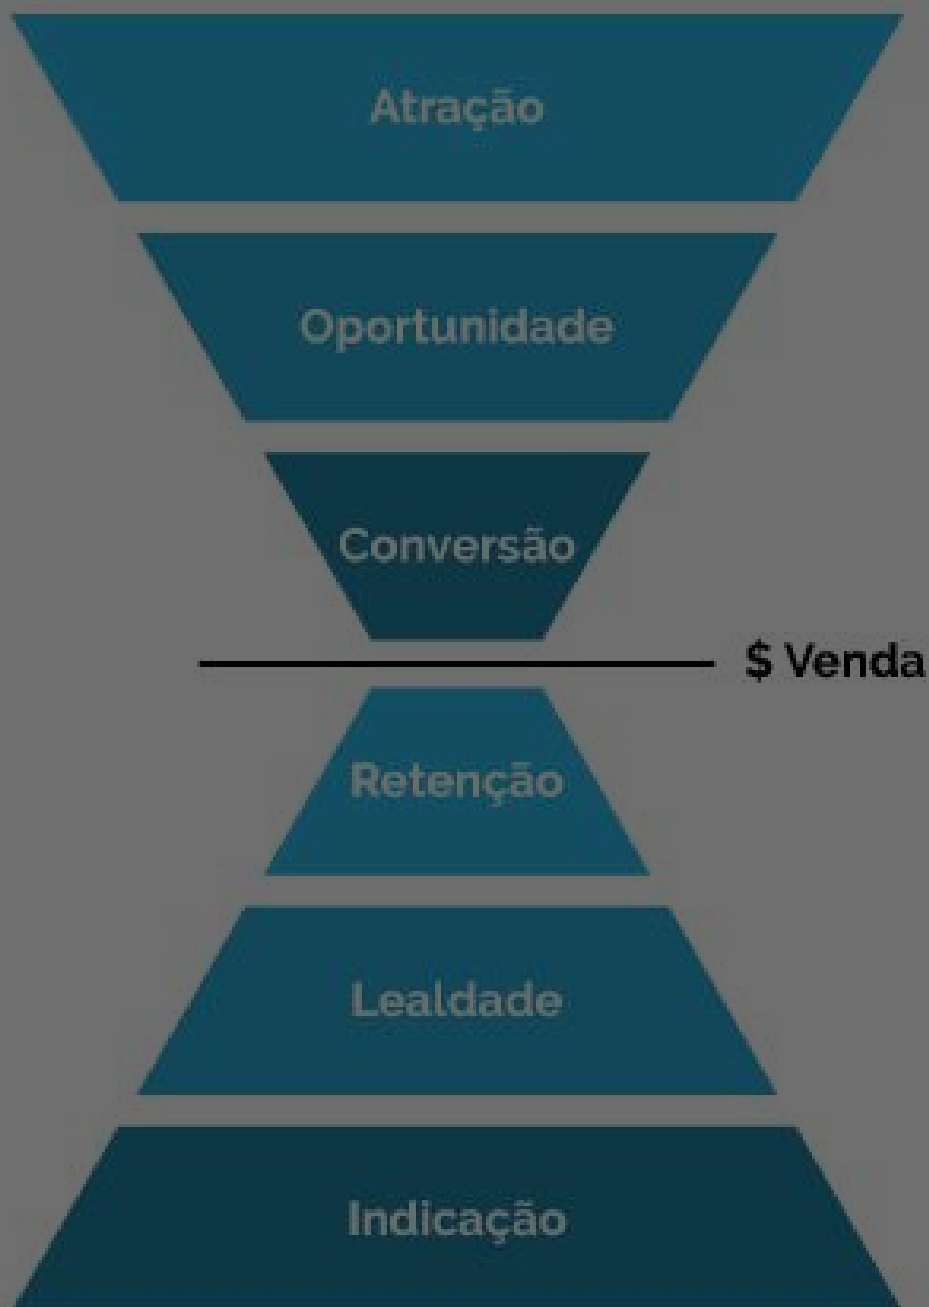 Atração
Oportunidade
Conversão
$ Venda
Retenção
Lealdade
Indicação